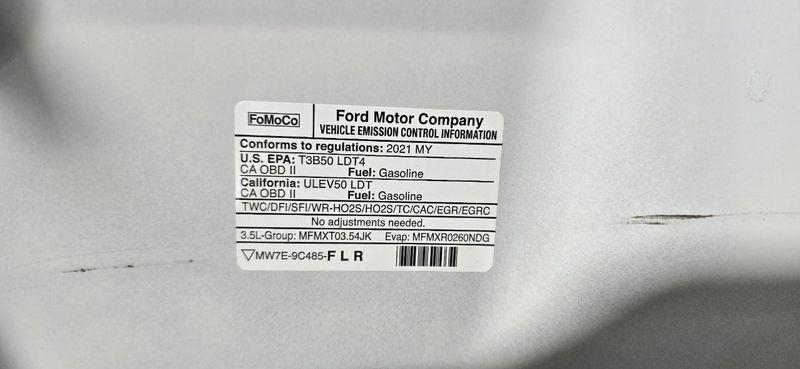 FoMoCo
Ford Motor Company
VEHICLE EMISSION CONTROL INFORMATION
Conforms to regulations: 2021 MY
U.S. EPA: T3B50 LDT4
CA OBD II Fuel: Gasoline
California: ULEV50 LDT
CA OBD II Fuel: Gasoline
TWC/DFI/SFI/WR-HO2S/HO2S/TC/CAC/EGR/EGRC
No adjustments needed.
3.5L-Group: MFMXT03.54JK Evap: MFMXR0260NDG
▽MW7E-9C485-F L R